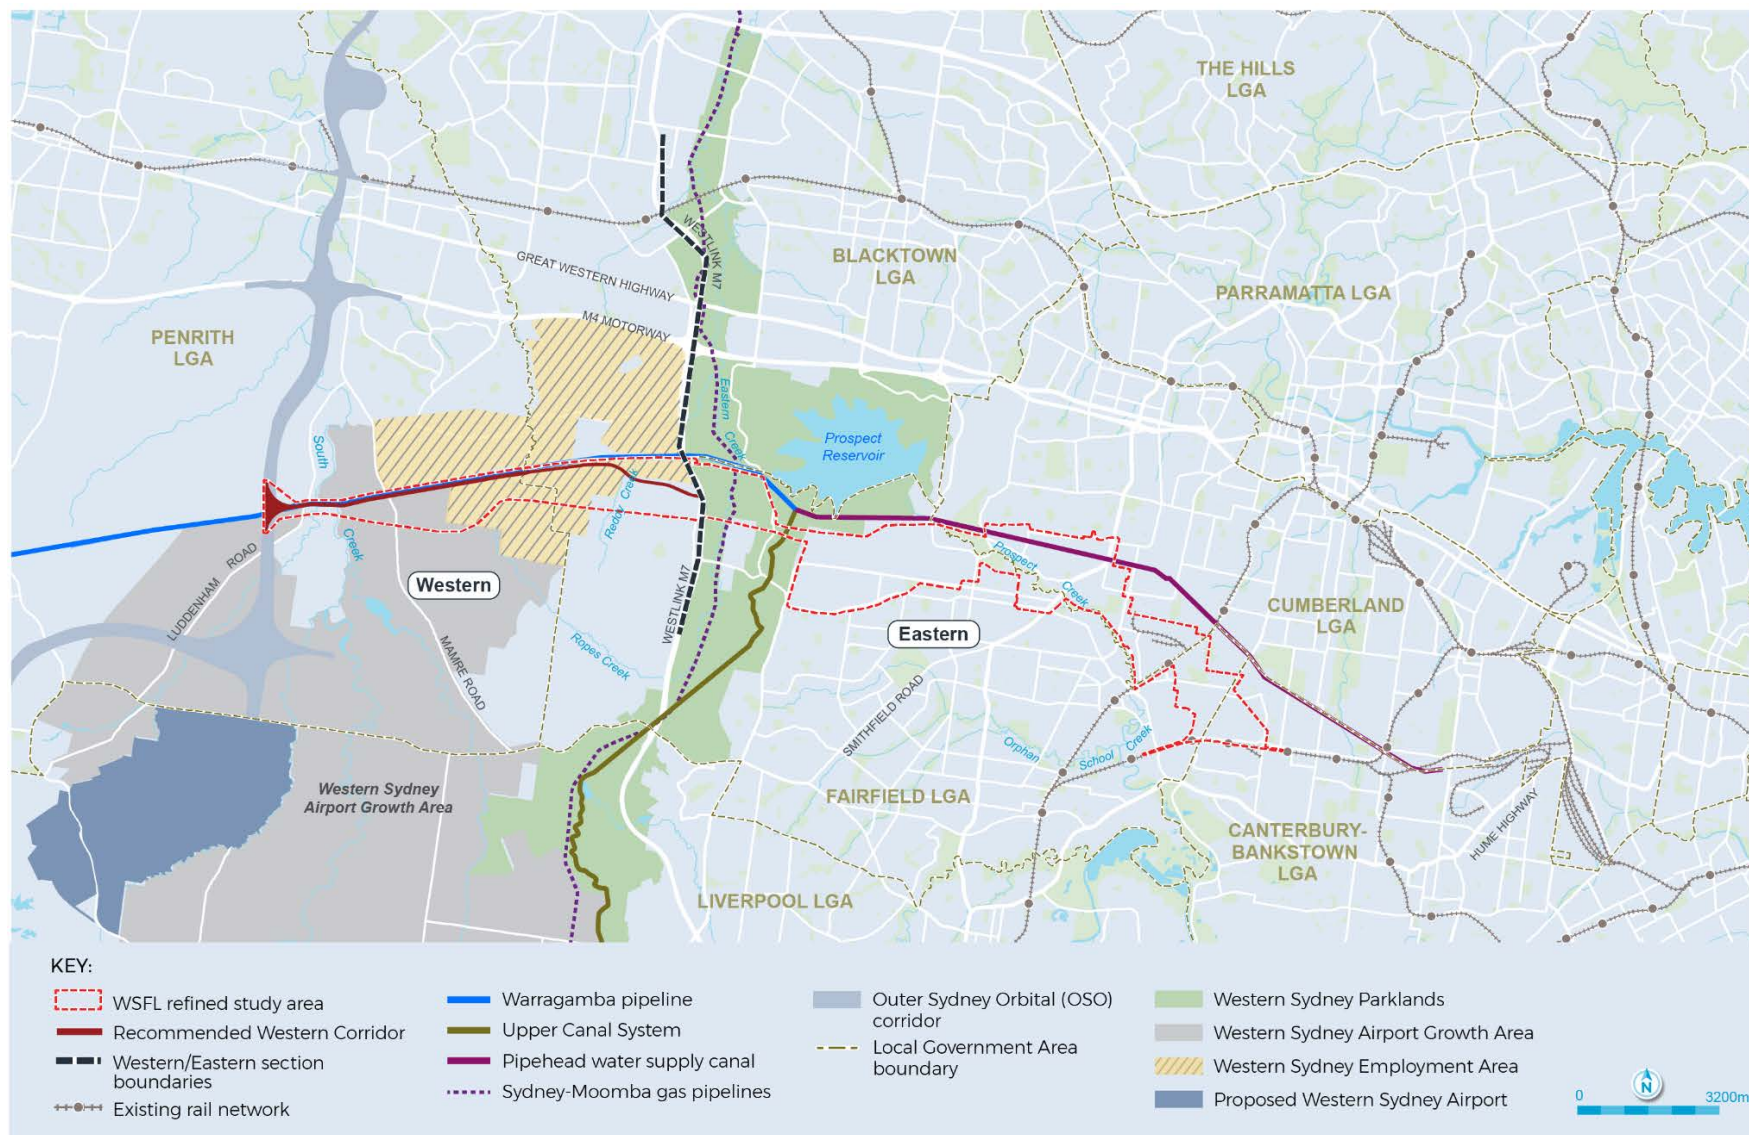 THE HILLS
LGA
BLACKTOWN
LGA
PARRAMATTA LGA
PENRITH
LGA
WESTLINK M7
GREAT WESTERN HIGHWAY
M4 MOTORWAY
Eastern
Creek
Prospect
Reservoir
South
Creek
Redov Creek
LUDDENHAM ROAD
Western
MAMRE ROAD
Ropes Creek
WESTLINK M7
Prospect
Creek
CUMBERLAND
LGA
Eastern
SMITHFIELD ROAD
Orphan
School
Creek
Western Sydney
Airport Growth Area
FAIRFIELD LGA
CANTERBURY-
BANKSTOWN
LGA
HUME HIGHWAY
LIVERPOOL LGA
KEY:
WSFL refined study area
Recommended Western Corridor
Western/Eastern section
boundaries
Existing rail network
Warragamba pipeline
Upper Canal System
Pipehead water supply canal
Sydney-Moomba gas pipelines
Outer Sydney Orbital (OSO)
corridor
Local Government Area
boundary
Western Sydney Parklands
Western Sydney Airport Growth Area
Western Sydney Employment Area
Proposed Western Sydney Airport
N
0 3200m